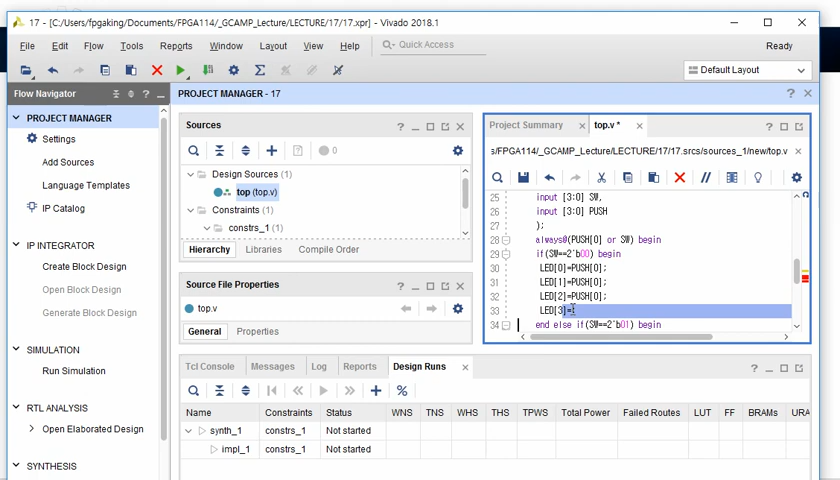 17 - [C:/Users/fpgaking/Documents/FPGA114/_GCAMP_Lecture/LECTURE/17/17.xpr] - Vivado 2018.1
File Edit Flow Tools Reports Window Layout View Help Quick Access Ready
Default Layout
Flow Navigator
PROJECT MANAGER
Settings
Add Sources
Language Templates
IP Catalog
IP INTEGRATOR
Create Block Design
Open Block Design
Generate Block Design
SIMULATION
Run Simulation
RTL ANALYSIS
Open Elaborated Design
SYNTHESIS
PROJECT MANAGER - 17
Sources
0
Design Sources (1)
top (top.v)
Constraints (1)
constrs_1 (1)
Hierarchy Libraries Compile Order
Source File Properties
top.v
General Properties
Project Summary top.v *
s/FPGA114/_GCAMP_Lecture/LECTURE/17/17.srcs/sources_1/new/top.v
25 input [3:0] SW,
26 input [3:0] PUSH
27 );
28 always@(PUSH[0] or SW) begin
29 if(SW==2'b00) begin
30 LED[0]=PUSH[0];
31 LED[1]=PUSH[0];
32 LED[2]=PUSH[0];
33 LED[3]=
34 end else if(SW==2'b01) begin
Tcl Console Messages Log Reports Design Runs
Name Constraints Status WNS TNS WHS THS TPWS Total Power Failed Routes LUT FF BRAMs URA
synth_1 constrs_1 Not started
impl_1 constrs_1 Not started